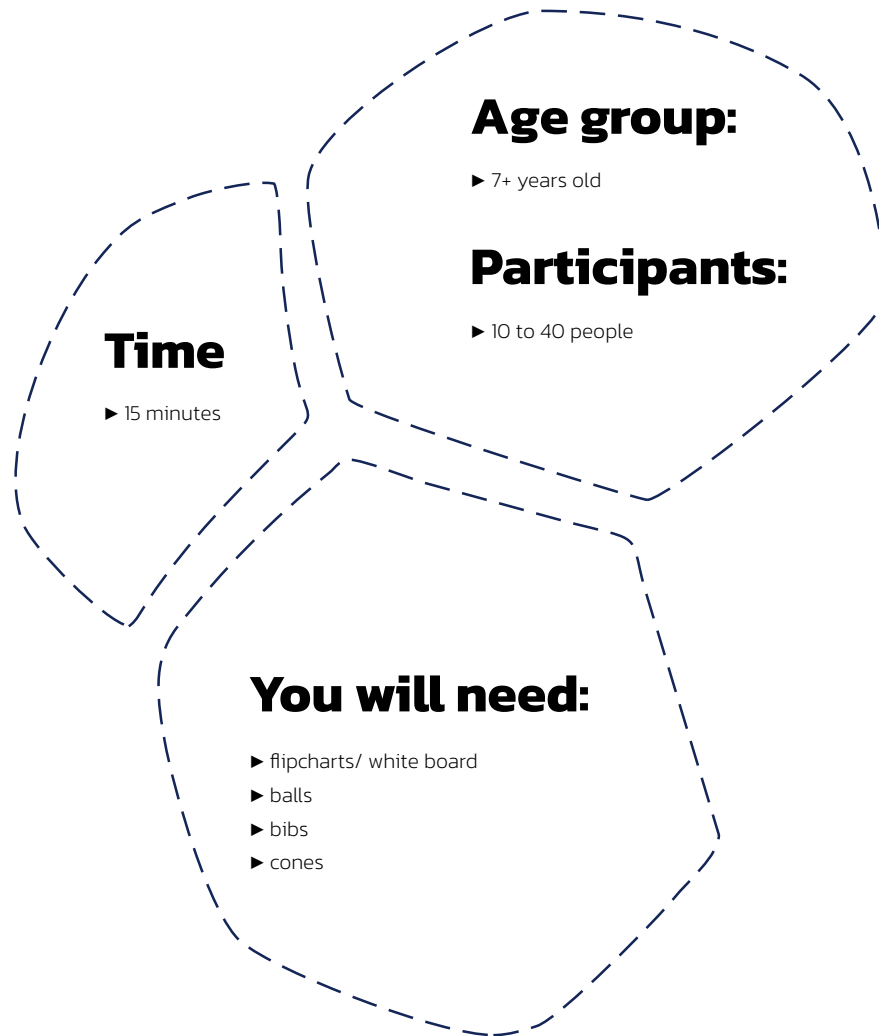 Age group:
► 7+ years old
Participants:
► 10 to 40 people
Time
► 15 minutes
You will need:
► flipcharts/ white board
► balls
► bibs
► cones